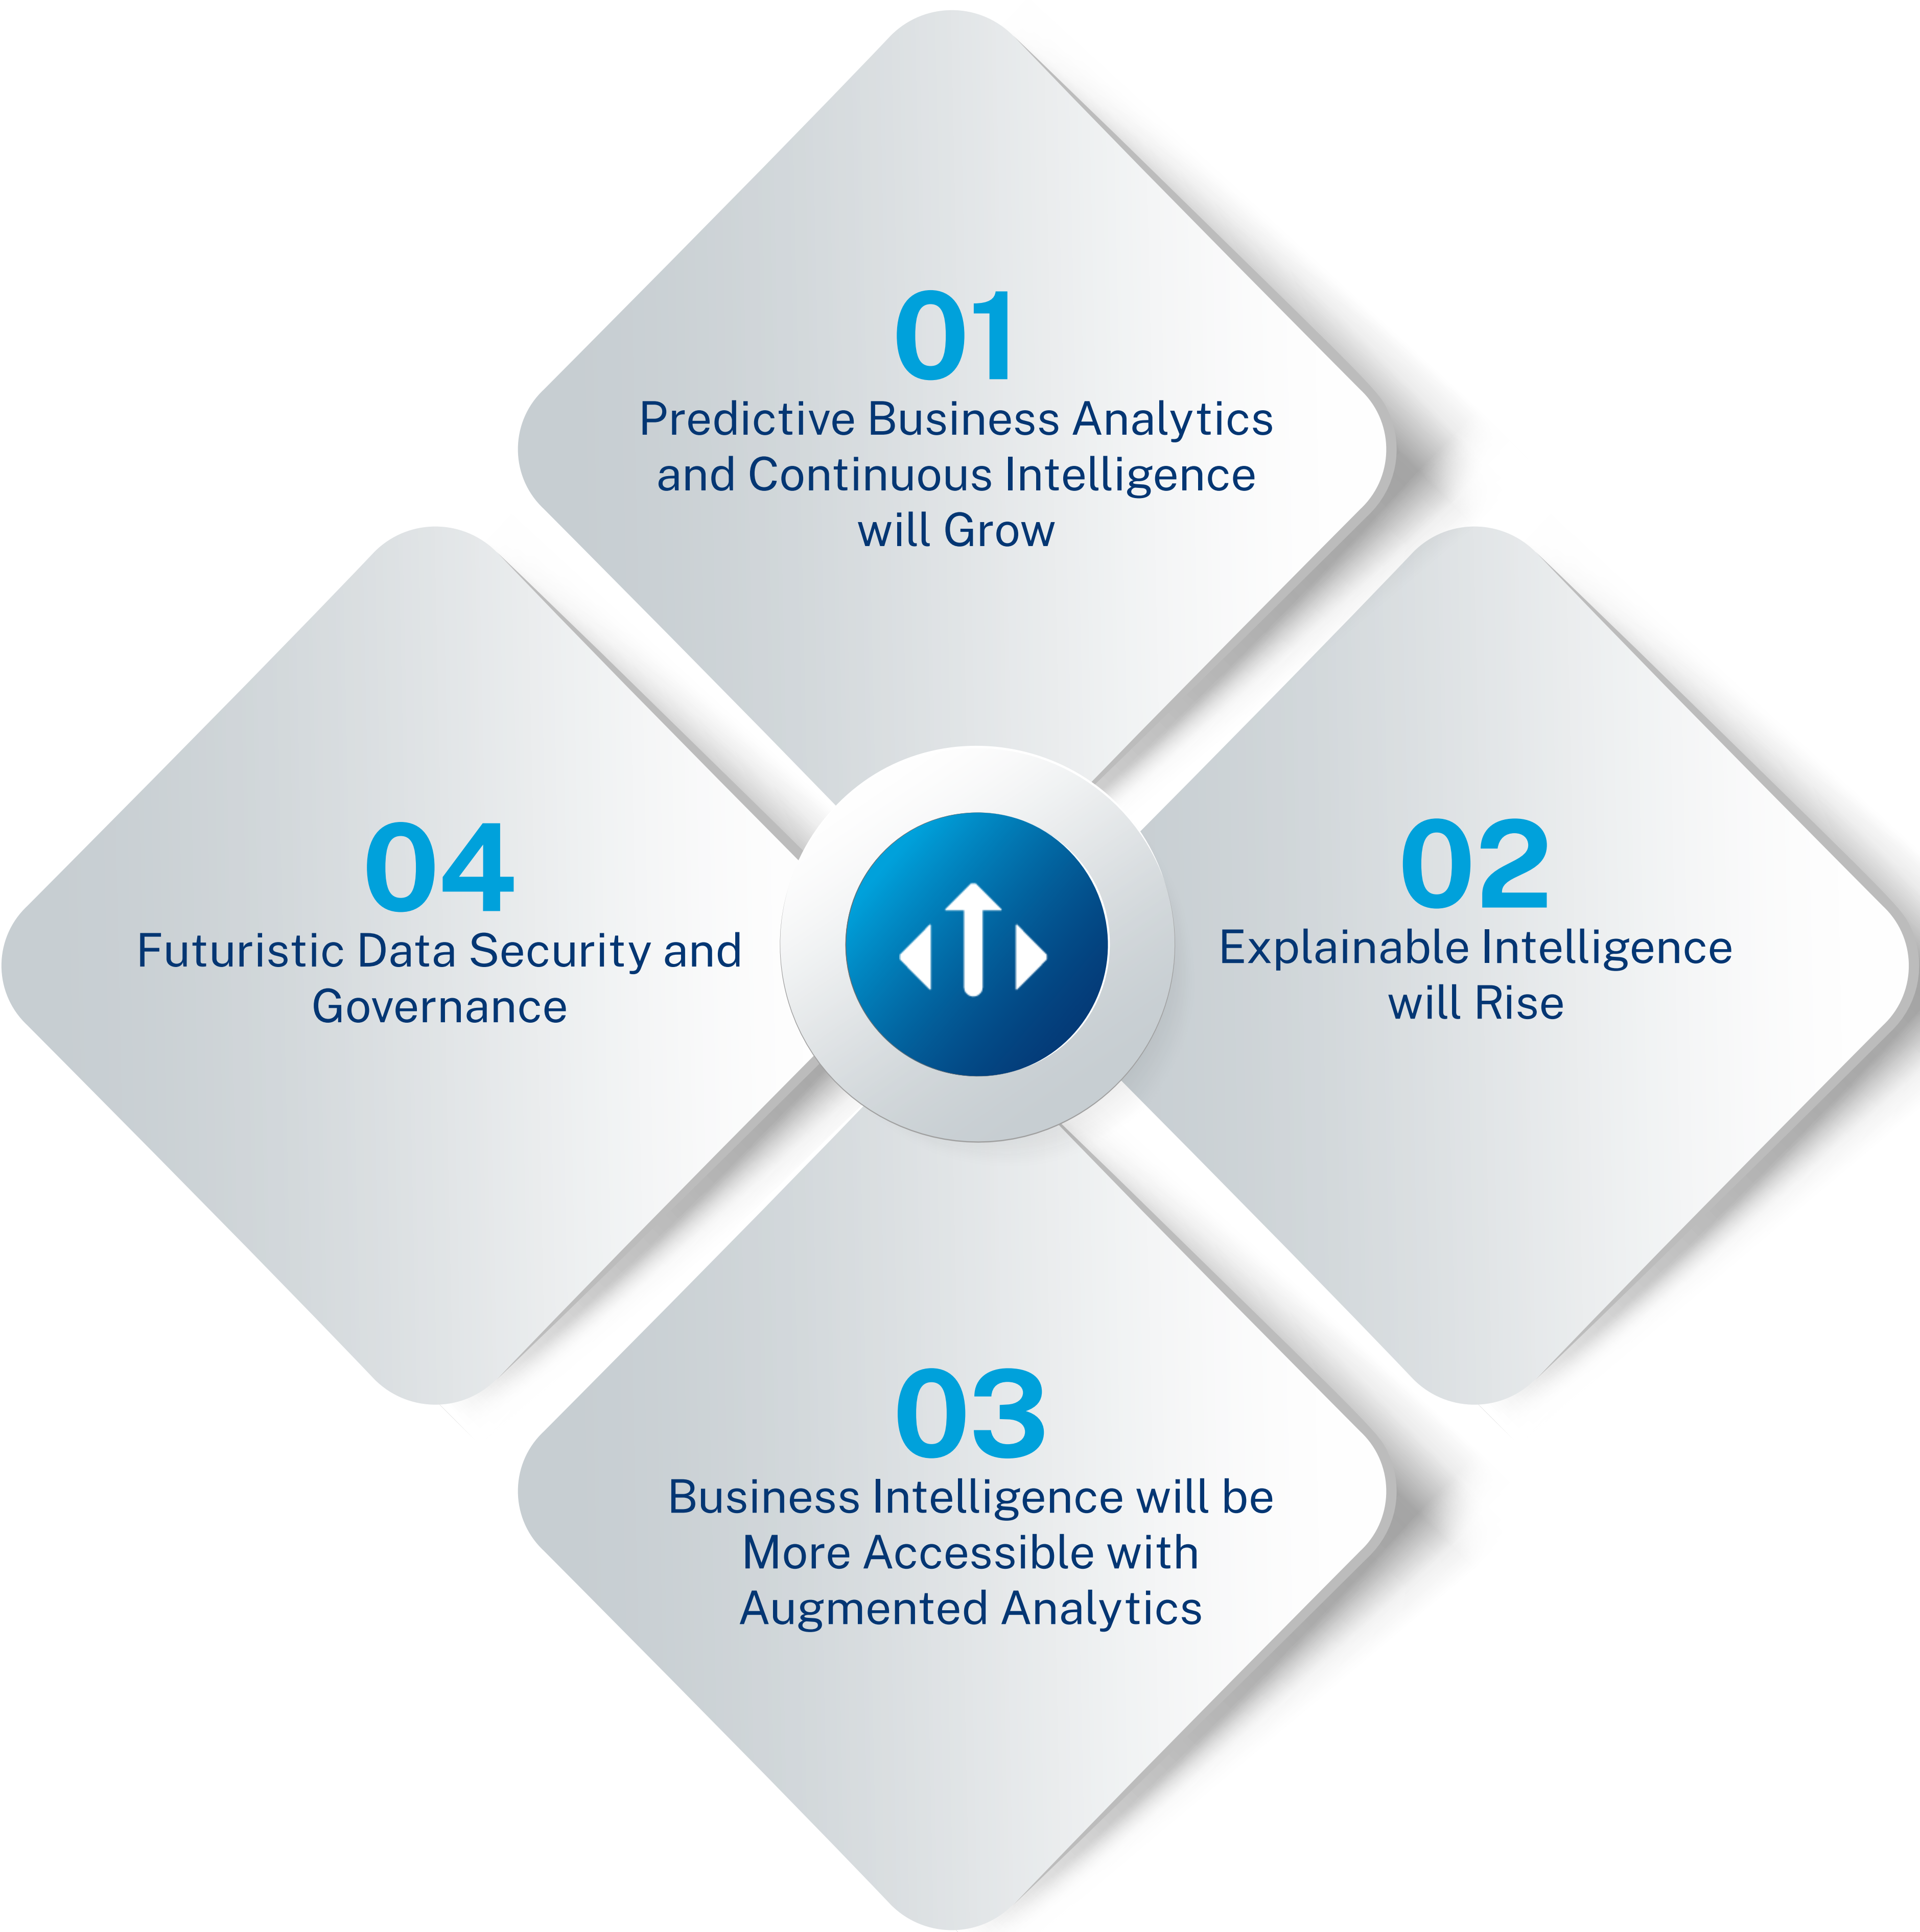 01
Predictive Business Analytics
and Continuous Intelligence
will Grow
02
Explainable Intelligence
will Rise
03
Business Intelligence will be
More Accessible with
Augmented Analytics
04
Futuristic Data Security and
Governance